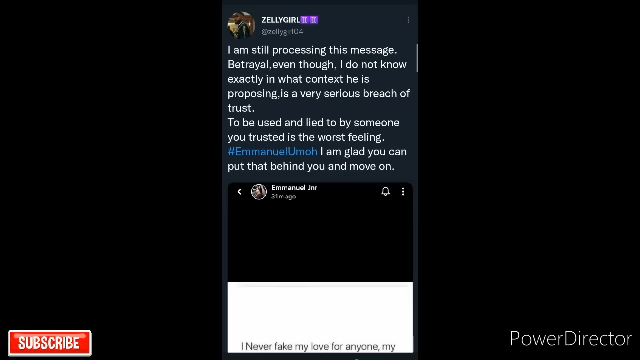 ZELLYGIRL♊♊
@zellygirl04
I am still processing this message.
Betrayal,even though, I do not know
exactly in what context he is
proposing,is a very serious breach of
trust.
To be used and lied to by someone
you trusted is the worst feeling.
#EmmanuelUmoh I am glad you can
put that behind you and move on.
Emmanuel Jnr
31m ago
I Never fake my love for anyone, my
SUBSCRIBE
PowerDirector